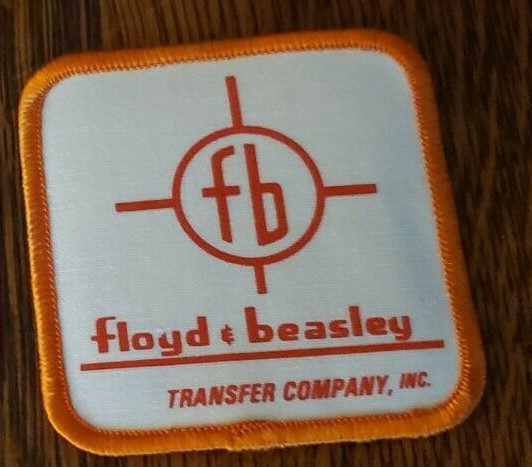 fb
floyd & beasley
TRANSFER COMPANY, INC.